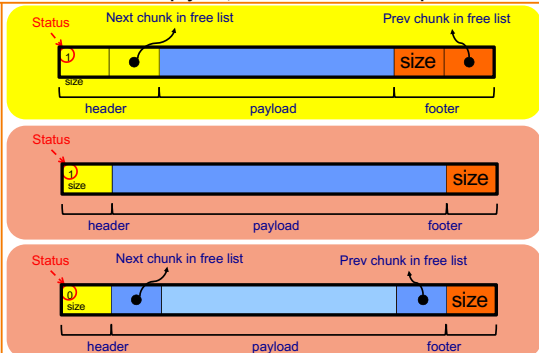 Status
Next chunk in free list
Prev chunk in free list
1
size
size
header
payload
footer
Status
1
size
size
header
payload
footer
Status
Next chunk in free list
Prev chunk in free list
0
size
size
header
payload
footer